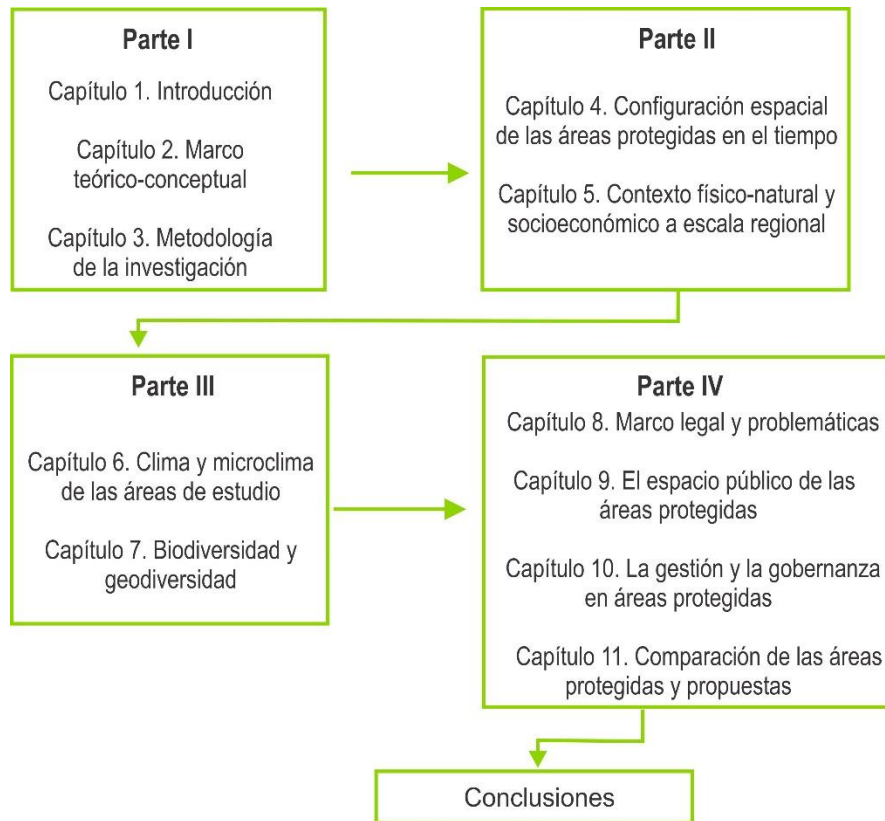 Parte I
Capítulo 1. Introducción
Capítulo 2. Marco
teórico-conceptual
Capítulo 3. Metodología
de la investigación
Parte II
Capítulo 4. Configuración espacial
de las áreas protegidas en el tiempo
Capítulo 5. Contexto físico-natural y
socioeconómico a escala regional
Parte III
Capítulo 6. Clima y microclima
de las áreas de estudio
Capítulo 7. Biodiversidad y
geodiversidad
Parte IV
Capítulo 8. Marco legal y problemáticas
Capítulo 9. El espacio público de las
áreas protegidas
Capítulo 10. La gestión y la gobernanza
en áreas protegidas
Capítulo 11. Comparación de las áreas
protegidas y propuestas
Conclusiones